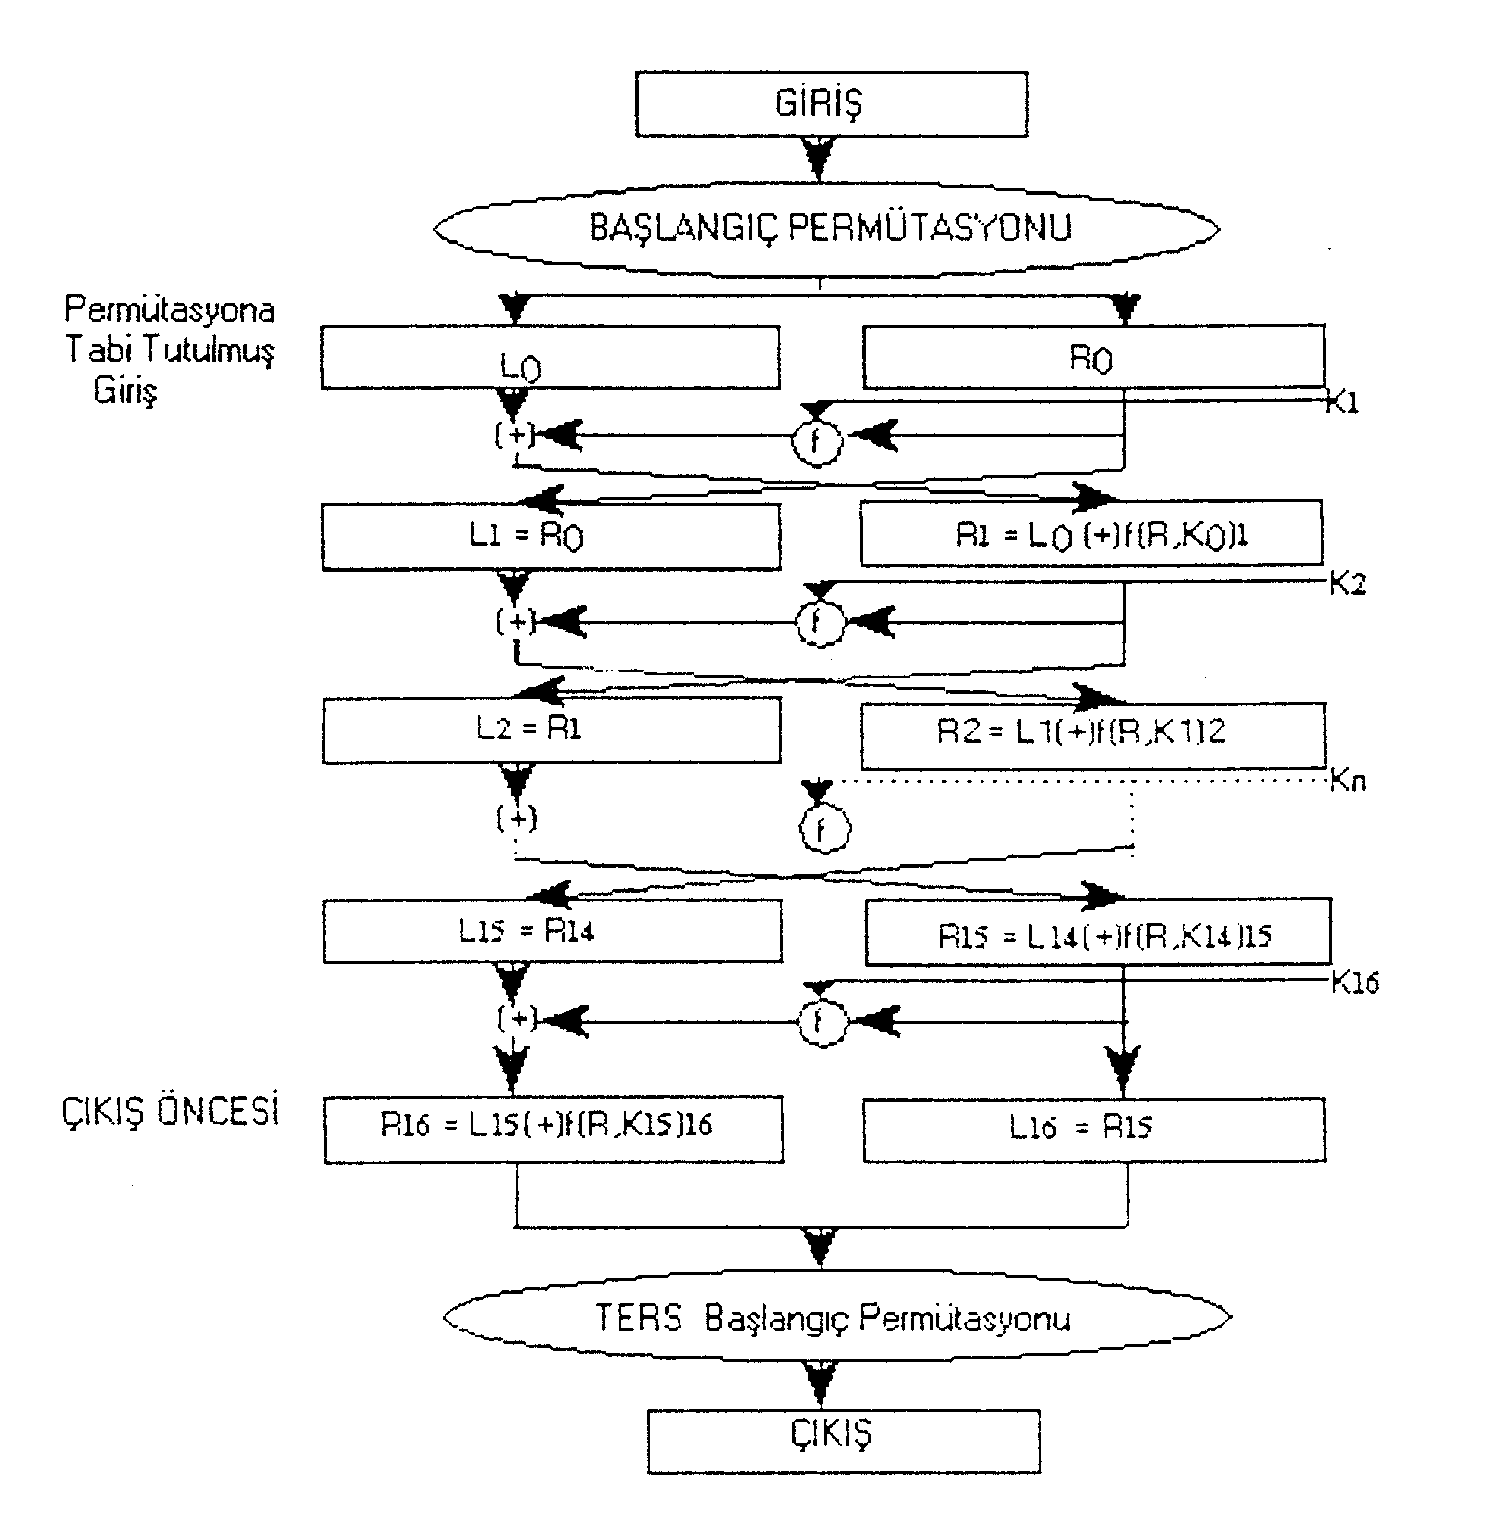 GİRİŞ
BAŞLANGIÇ PERMÜTASYONU
Permütasyona
Tabi Tutulmuş
Giriş
L0
R0
K1
(+)
f
L1 = R0
R1 = L0 (+)f(R,K0)1
K2
(+)
f
L2 = R1
R2 = L1(+)f(R,K1)2
Kn
(+)
f
L15 = R14
R15 = L14(+)f(R,K14)15
K16
(+)
f
ÇIKIŞ ÖNCESİ
R16 = L15(+)f(R,K15)16
L16 = R15
TERS Başlangıç Permütasyonu
ÇIKIŞ